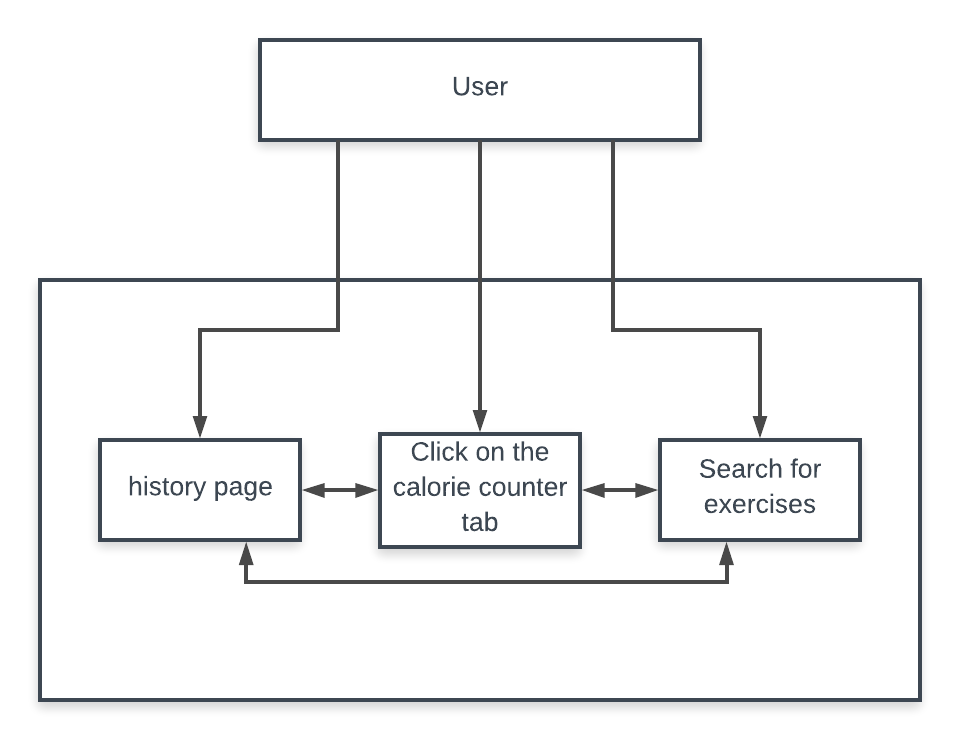 User
history page
Click on the
calorie counter
tab
Search for
exercises